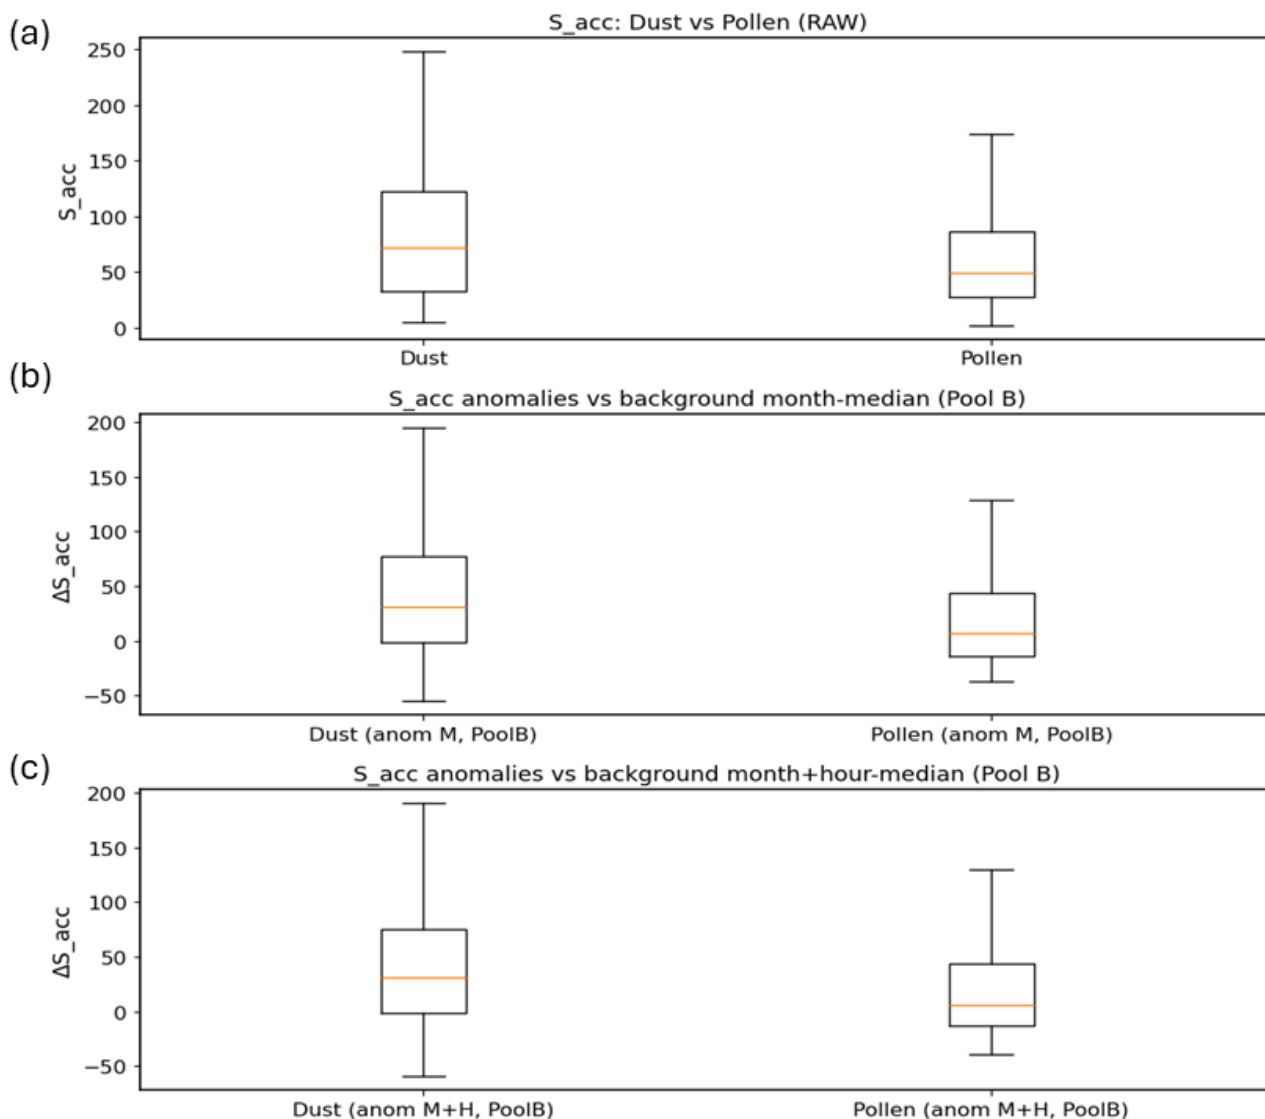 (a)
S_acc: Dust vs Pollen (RAW)
250
200
150
100
50
0
S_acc
Dust
Pollen
(b)
S_acc anomalies vs background month-median (Pool B)
200
150
100
50
0
−50
ΔS_acc
Dust (anom M, PoolB)
Pollen (anom M, PoolB)
(c)
S_acc anomalies vs background month+hour-median (Pool B)
200
150
100
50
0
−50
ΔS_acc
Dust (anom M+H, PoolB)
Pollen (anom M+H, PoolB)